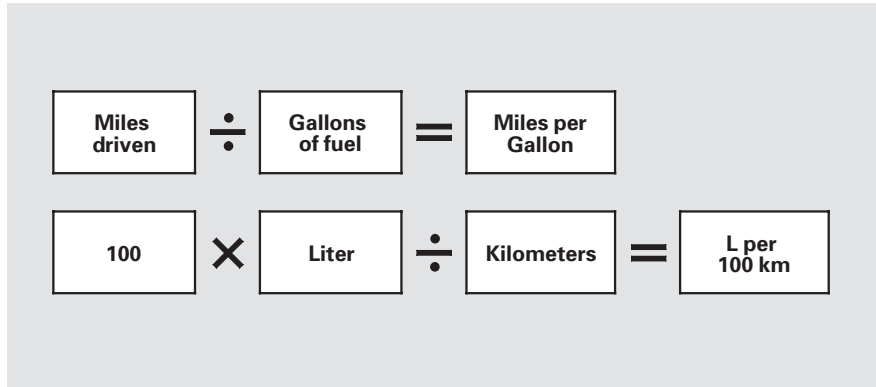 Miles driven ÷ Gallons of fuel = Miles per Gallon
100 × Liter ÷ Kilometers = L per 100 km